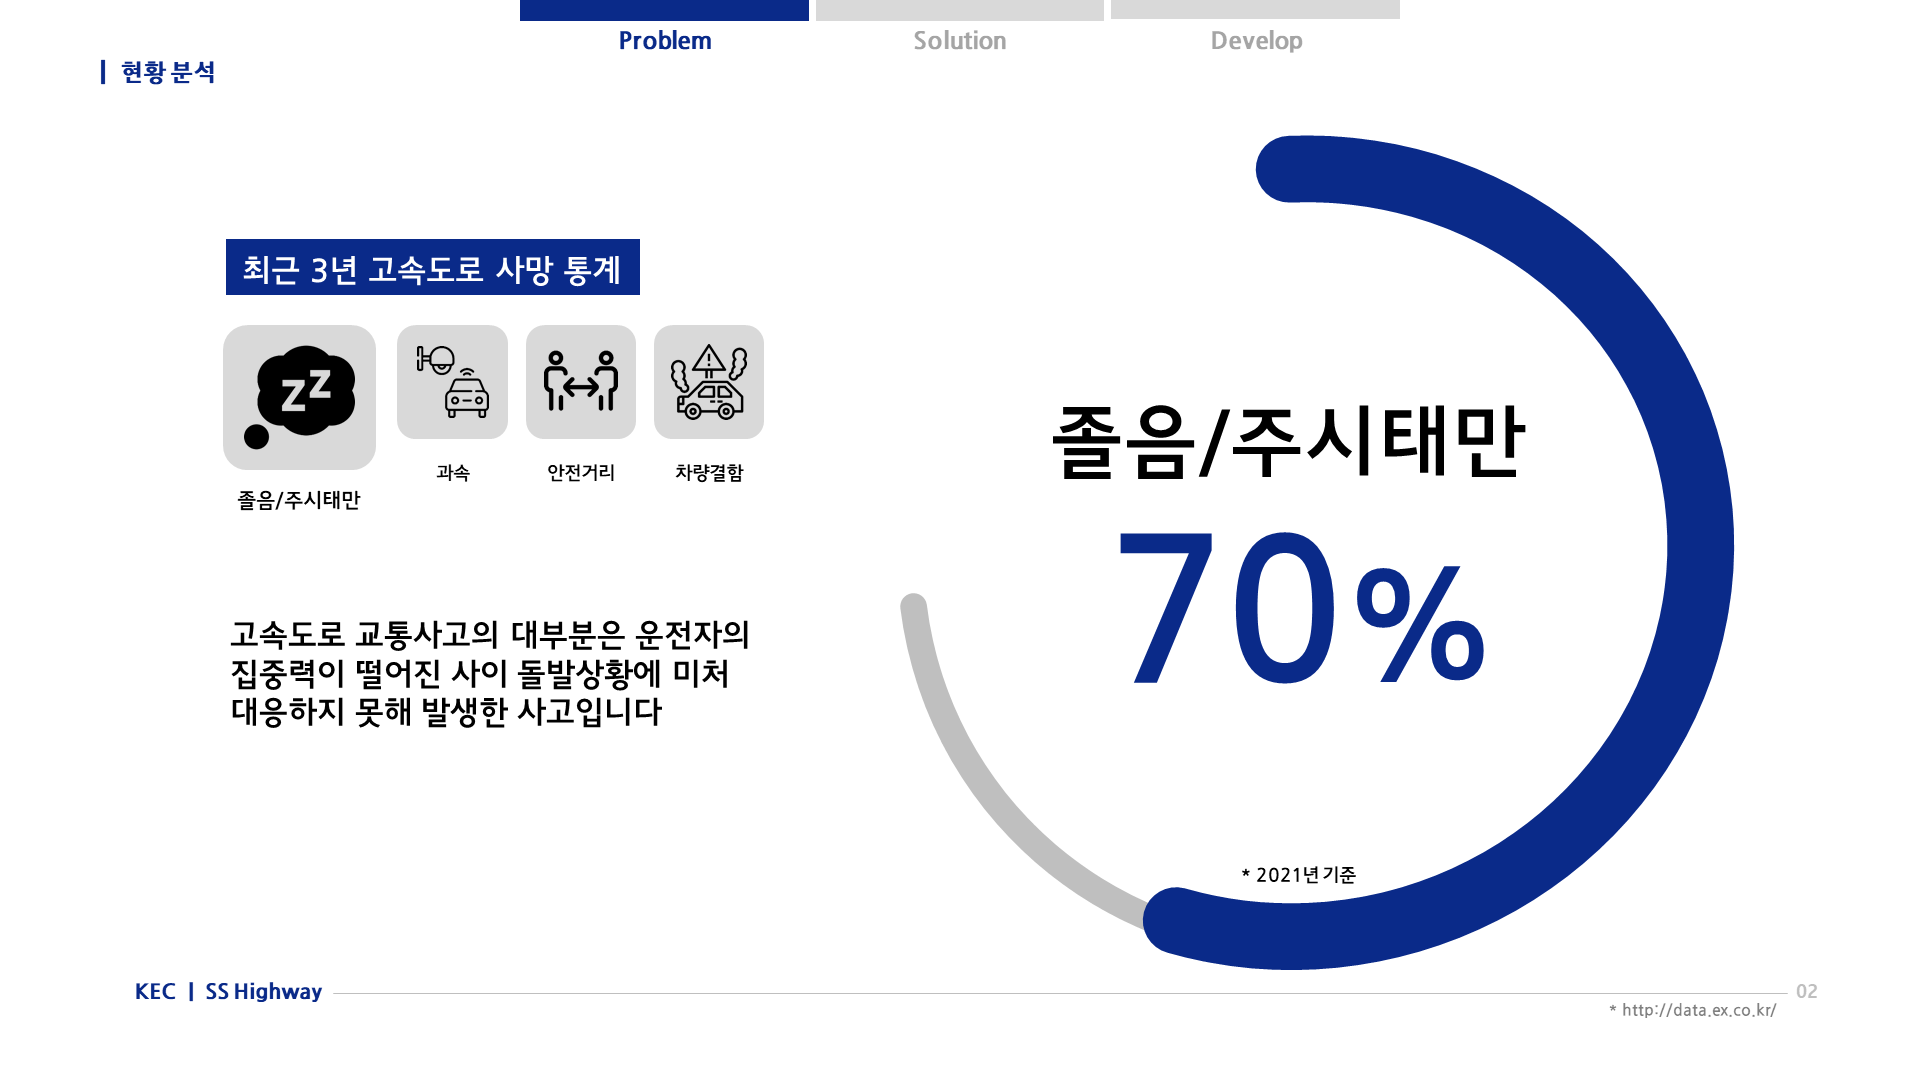 Problem
Solution
Develop
| 현황 분석
최근 3년 고속도로 사망 통계
zz
졸음/주시태만
과속
안전거리
차량결함
고속도로 교통사고의 대부분은 운전자의
집중력이 떨어진 사이 돌발상황에 미처
대응하지 못해 발생한 사고입니다
졸음/주시태만
70%
* 2021년 기준
KEC | SS Highway
02
* http://data.ex.co.kr/